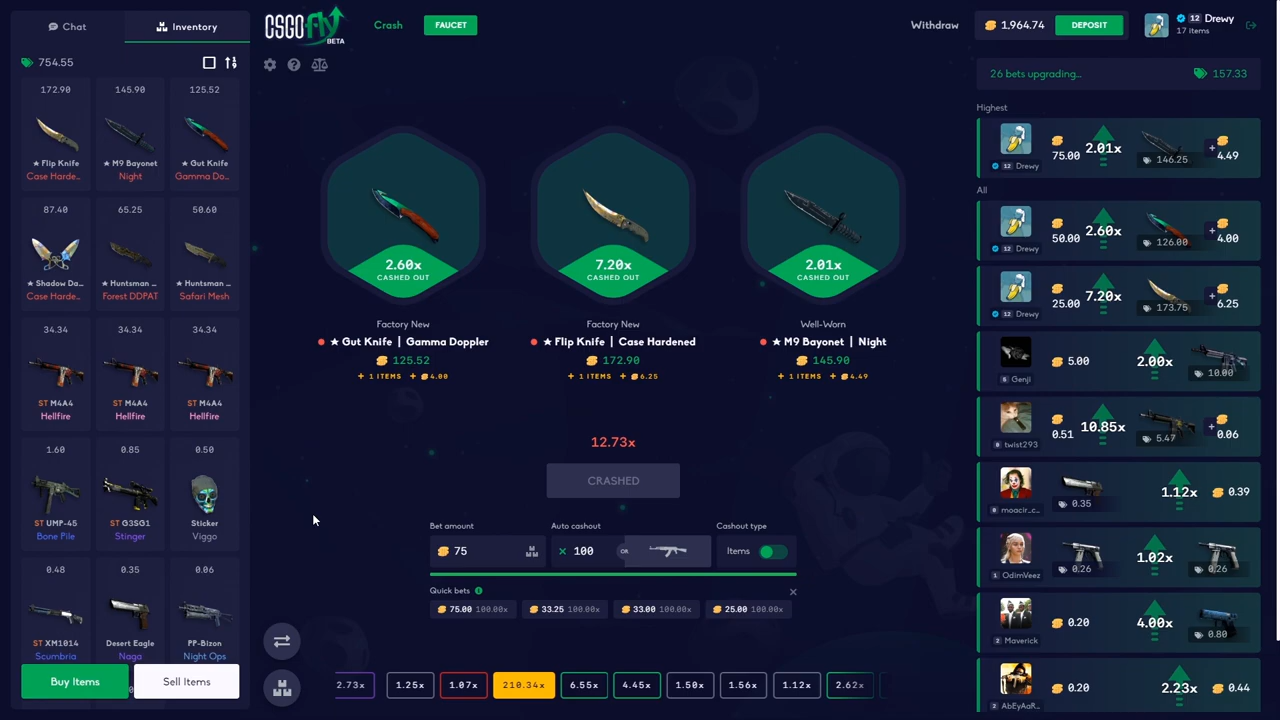 Chat
Inventory
754.55
172.90
145.90
125.52
★ Flip Knife
★ M9 Bayonet
★ Gut Knife
Case Harde...
Night
Gamma Do...
87.40
65.25
50.60
★ Shadow Da...
★ Huntsman ...
★ Huntsman ...
Case Harde...
Forest DDPAT
Safari Mesh
34.34
34.34
34.34
ST M4A4
ST M4A4
ST M4A4
Hellfire
Hellfire
Hellfire
1.60
0.85
0.50
ST UMP-45
ST G3SG1
Sticker
Bone Pile
Stinger
Viggo
0.48
0.35
0.06
ST XM1014
Desert Eagle
PP-Bizon
Scumbria
Naga
Night Ops
Buy Items
Sell Items
CSGOFly
BETA
Crash
FAUCET
Withdraw
1,964.74
DEPOSIT
12 Drewy
17 items
2.60x
CASHED OUT
7.20x
CASHED OUT
2.01x
CASHED OUT
Factory New
★ Gut Knife | Gamma Doppler
125.52
+ 1 ITEMS + 4.00
Factory New
★ Flip Knife | Case Hardened
172.90
+ 1 ITEMS + 6.25
Well-Worn
★ M9 Bayonet | Night
145.90
+ 1 ITEMS + 4.49
12.73x
CRASHED
Bet amount
Auto cashout
Cashout type
75
× 100
OR
Items
Quick bets
75.00 100.00x
33.25 100.00x
33.00 100.00x
25.00 100.00x
2.73x
1.25x
1.07x
210.34x
6.55x
4.45x
1.50x
1.56x
1.12x
2.62x
26 bets upgrading...
157.33
Highest
12 Drewy
75.00
2.01x
146.25
+ 4.49
All
12 Drewy
50.00
2.60x
126.00
+ 4.00
12 Drewy
25.00
7.20x
173.75
+ 6.25
Genji
5.00
2.00x
10.00
twist293
0.51
10.85x
5.47
+ 0.06
moacir_c...
0.35
1.12x
0.39
1 OdimVeez
0.26
1.02x
0.26
2 Maverick
0.20
4.00x
0.80
2 AbEyAaR...
0.20
2.23x
0.44